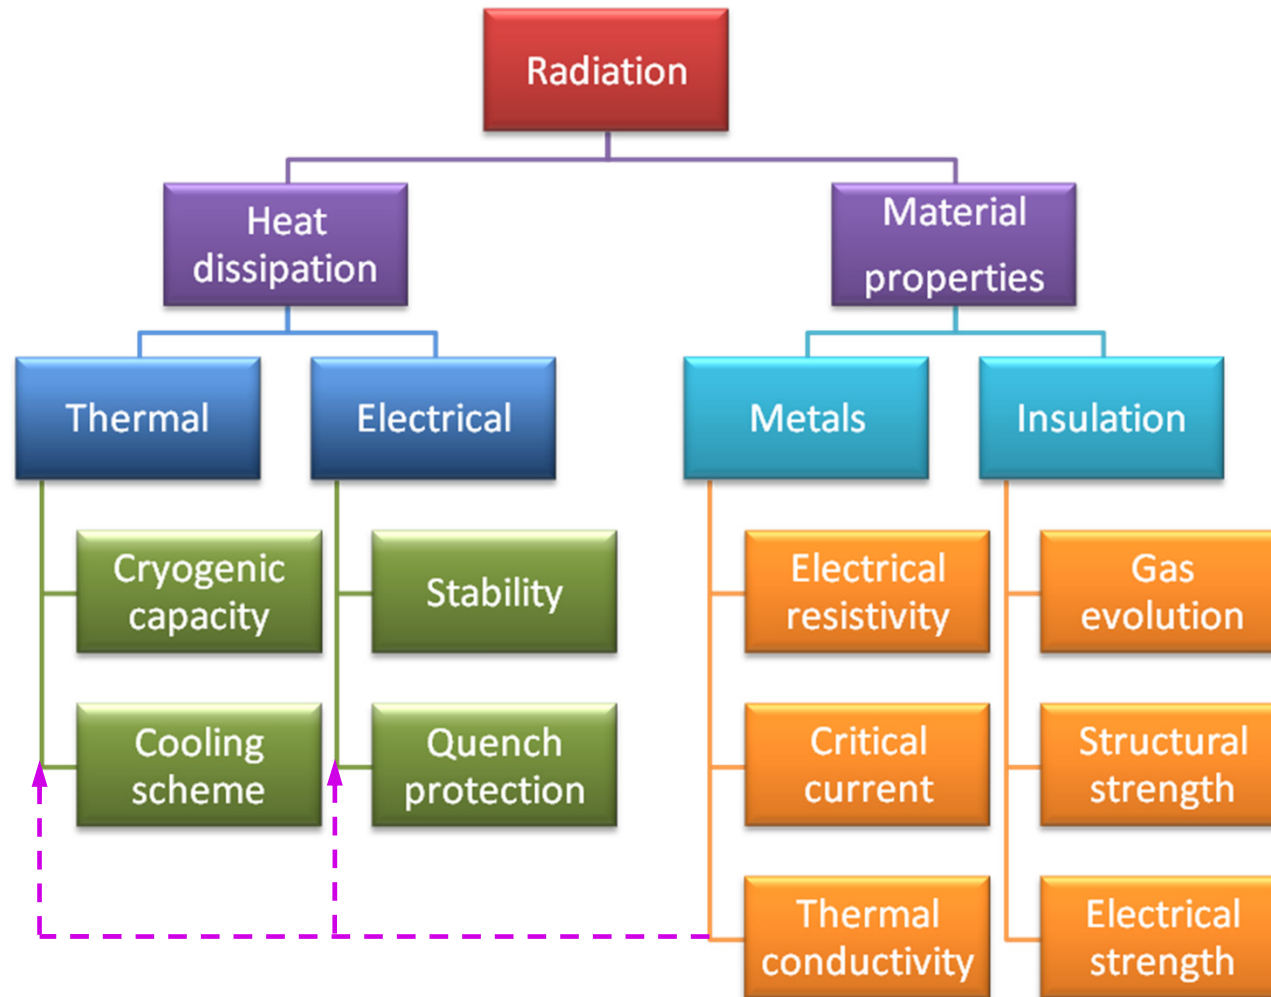 Radiation
Heat
dissipation
Material
properties
Thermal
Electrical
Metals
Insulation
Cryogenic
capacity
Stability
Electrical
resistivity
Gas
evolution
Cooling
scheme
Quench
protection
Critical
current
Structural
strength
Thermal
conductivity
Electrical
strength